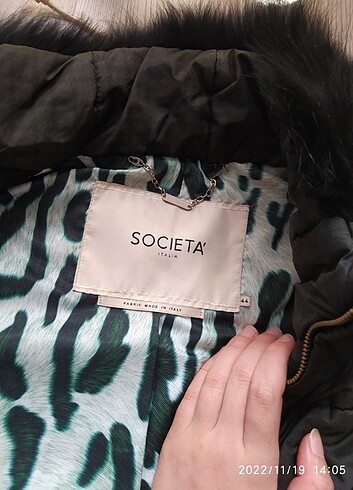 SOCIETA'
ITALIA
44
FABRIC MADE IN ITALY
2022/11/19 14:05